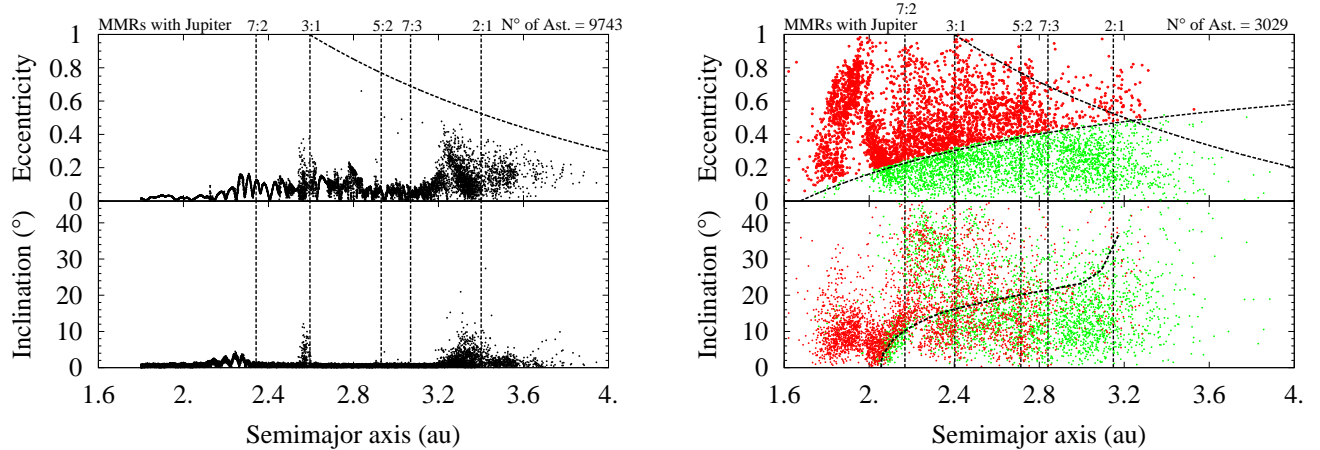 7:2
MMRs with Jupiter 7:2 3:1 5:2 7:3 2:1 N° of Ast. = 9743
MMRs with Jupiter 3:1 5:2 7:3 2:1 N° of Ast. = 3029
Eccentricity
1
0.8
0.6
0.4
0.2
0
Inclination (°)
40
30
20
10
0
1.6 2. 2.4 2.8 3.2 3.6 4.
Semimajor axis (au)
Eccentricity
1
0.8
0.6
0.4
0.2
0
Inclination (°)
40
30
20
10
0
1.6 2.0 2.4 2.8 3.2 3.6 4.
Semimajor axis (au)